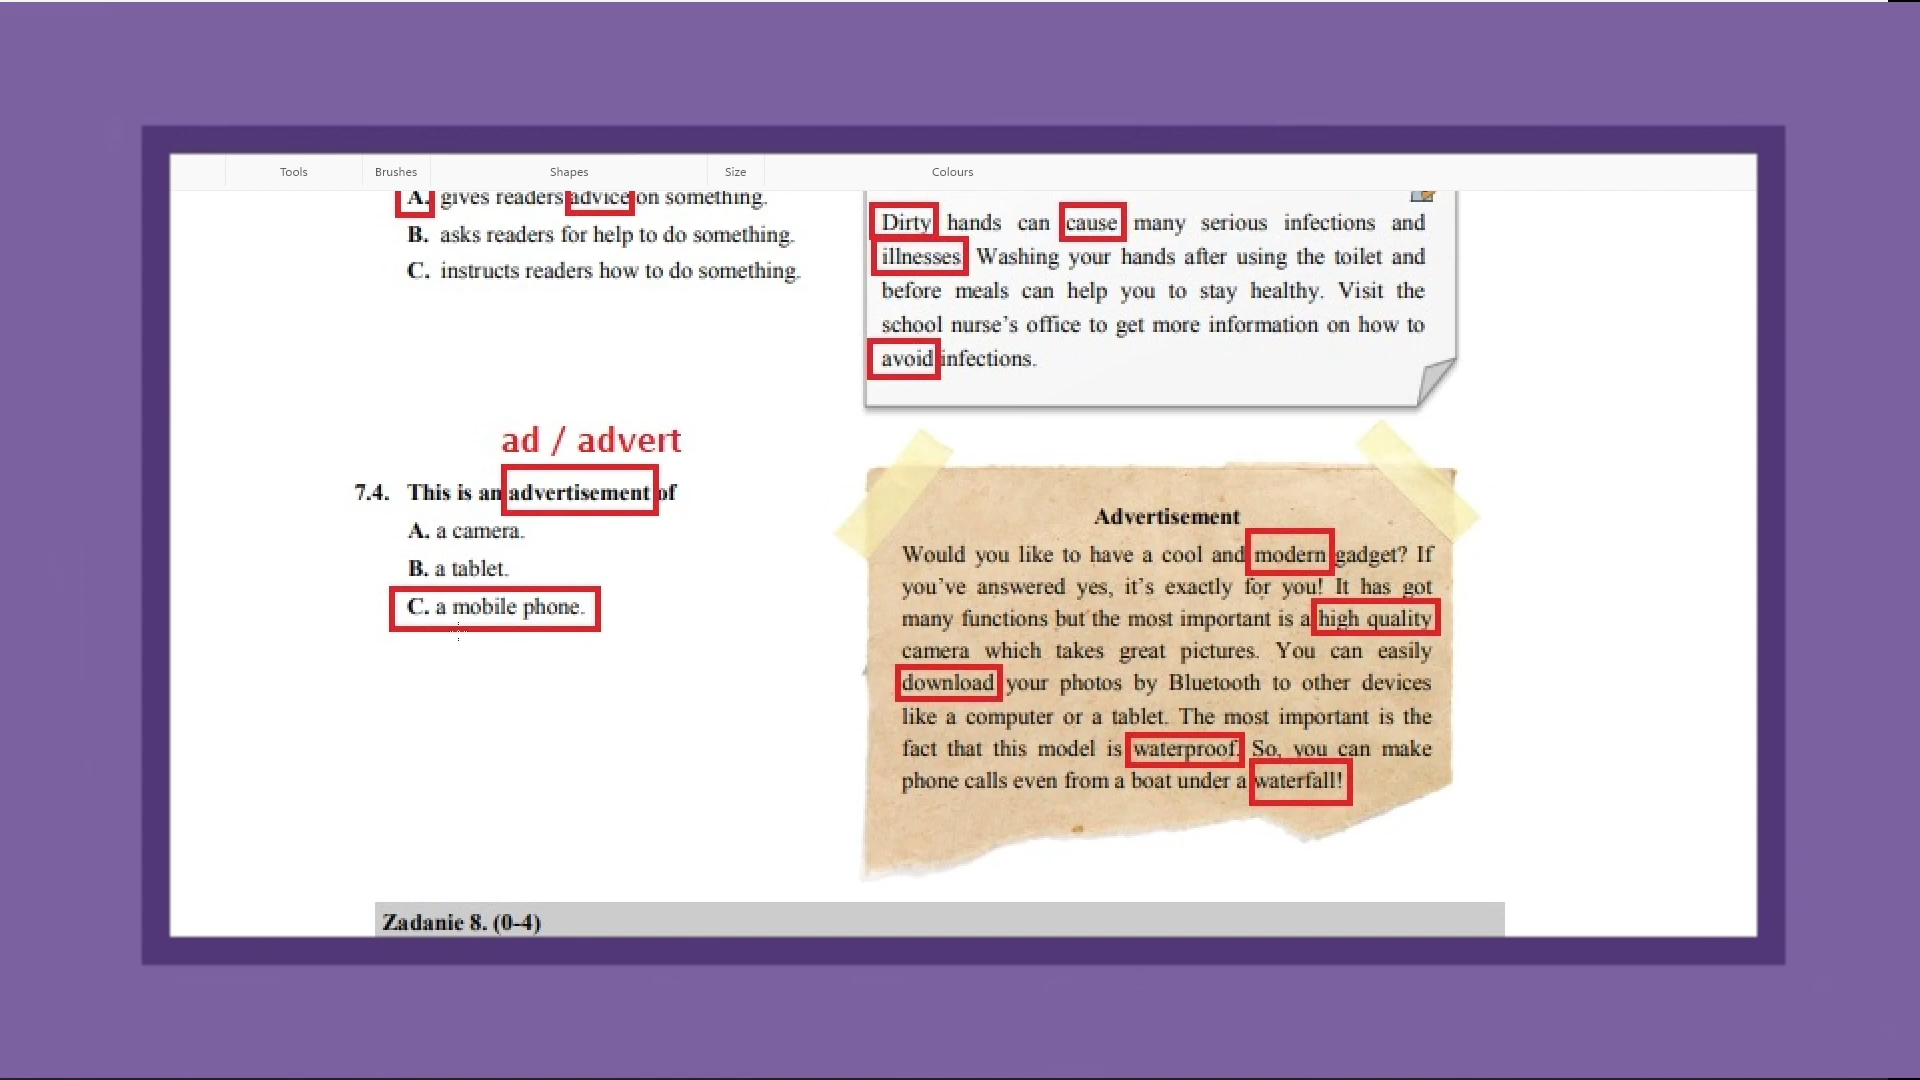 Tools Brushes Shapes Size Colours
A. gives readers advice on something.
B. asks readers for help to do something.
C. instructs readers how to do something.
Dirty hands can cause many serious infections and
illnesses. Washing your hands after using the toilet and
before meals can help you to stay healthy. Visit the
school nurse's office to get more information on how to
avoid infections.
ad / advert
7.4. This is an advertisement of
A. a camera.
B. a tablet.
C. a mobile phone.
Advertisement
Would you like to have a cool and modern gadget? If
you've answered yes, it's exactly for you! It has got
many functions but the most important is a high quality
camera which takes great pictures. You can easily
download your photos by Bluetooth to other devices
like a computer or a tablet. The most important is the
fact that this model is waterproof. So, you can make
phone calls even from a boat under a waterfall!
Zadanie 8. (0-4)